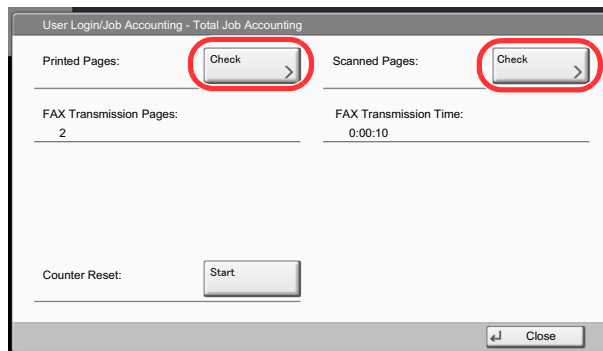 User Login/Job Accounting - Total Job Accounting
Printed Pages:
Check
Scanned Pages:
Check
FAX Transmission Pages:
2
FAX Transmission Time:
0:00:10
Counter Reset:
Start
Close